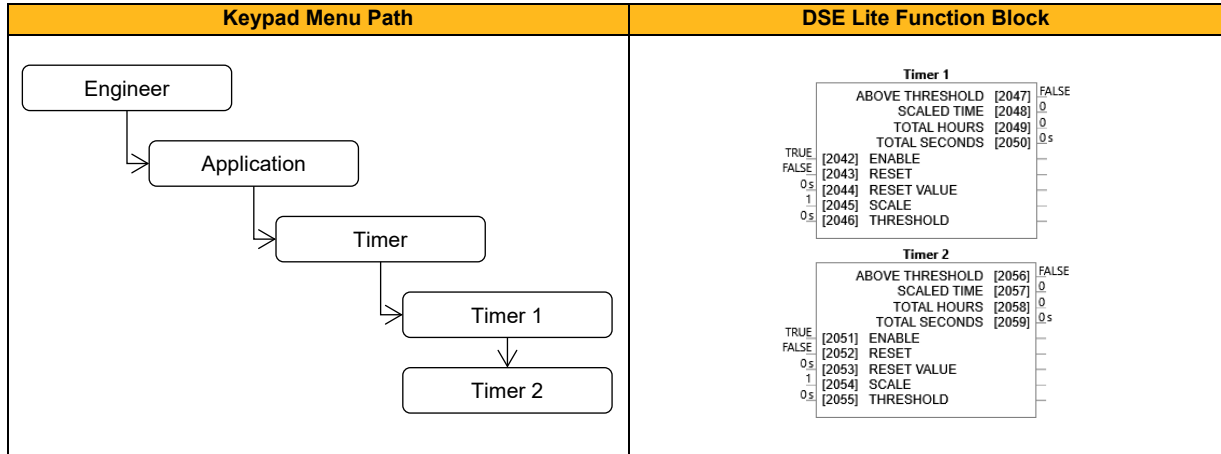 Keypad Menu Path
DSE Lite Function Block
Engineer
Application
Timer
Timer 1
Timer 2
Timer 1
ABOVE THRESHOLD [2047] FALSE
SCALED TIME [2048] 0
TOTAL HOURS [2049] 0
TOTAL SECONDS [2050] 0 s
TRUE [2042] ENABLE
FALSE [2043] RESET
0 s [2044] RESET VALUE
1 [2045] SCALE
0 s [2046] THRESHOLD
Timer 2
ABOVE THRESHOLD [2056] FALSE
SCALED TIME [2057] 0
TOTAL HOURS [2058] 0
TOTAL SECONDS [2059] 0 s
TRUE [2051] ENABLE
FALSE [2052] RESET
0 s [2053] RESET VALUE
1 [2054] SCALE
0 s [2055] THRESHOLD